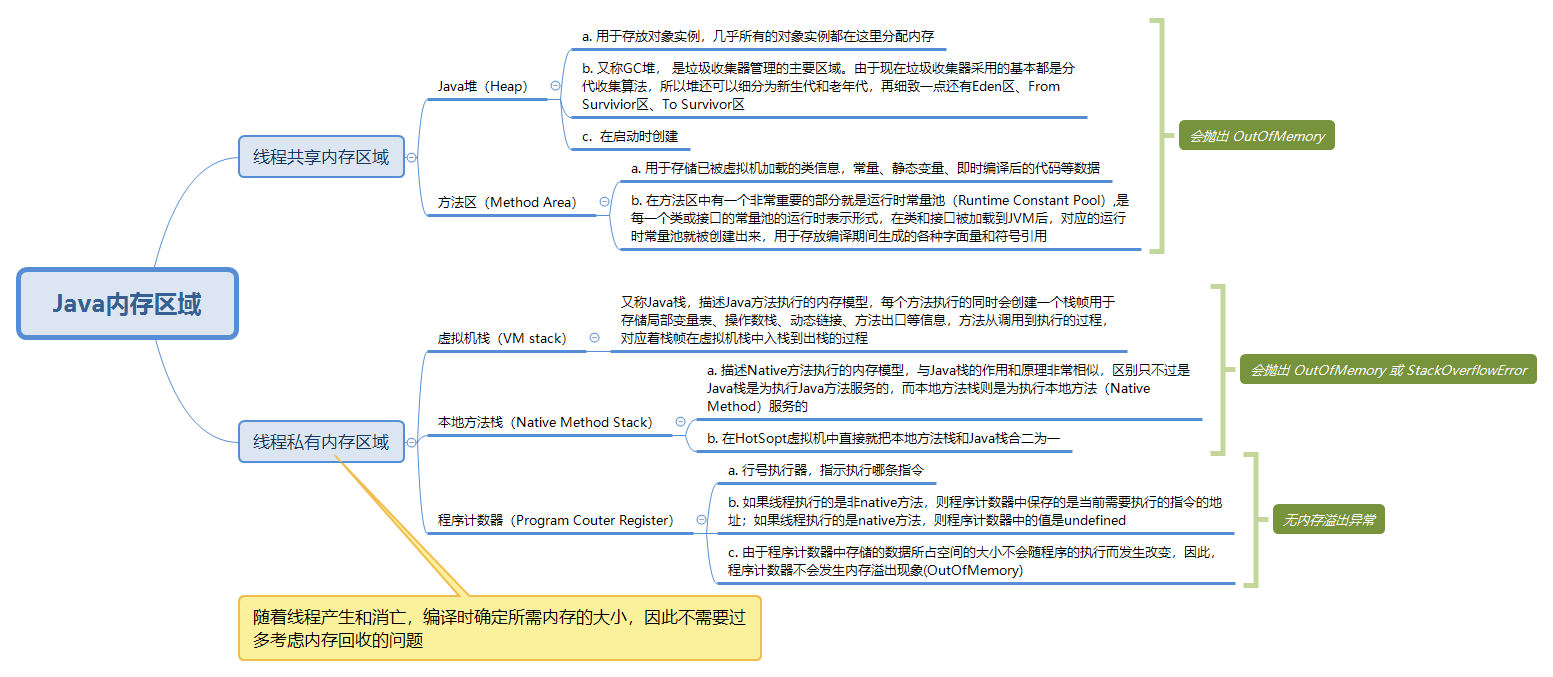 Java内存区域
线程共享内存区域
Java堆（Heap）
a. 用于存放对象实例，几乎所有的对象实例都在这里分配内存
b. 又称GC堆， 是垃圾收集器管理的主要区域。由于现在垃圾收集器采用的基本都是分
代收集算法，所以堆还可以细分为新生代和老年代，再细致一点还有Eden区、From
Survivior区、To Survivor区
c. 在启动时创建
方法区（Method Area）
a. 用于存储已被虚拟机加载的类信息，常量、静态变量、即时编译后的代码等数据
b. 在方法区中有一个非常重要的部分就是运行时常量池（Runtime Constant Pool）,是
每一个类或接口的常量池的运行时表示形式，在类和接口被加载到JVM后，对应的运行
时常量池就被创建出来，用于存放编译期间生成的各种字面量和符号引用
会抛出 OutOfMemory
线程私有内存区域
虚拟机栈（VM stack）
又称Java栈，描述Java方法执行的内存模型，每个方法执行的同时会创建一个栈帧用于
存储局部变量表、操作数栈、动态链接、方法出口等信息，方法从调用到执行的过程，
对应着栈帧在虚拟机栈中入栈到出栈的过程
本地方法栈（Native Method Stack）
a. 描述Native方法执行的内存模型，与Java栈的作用和原理非常相似，区别只不过是
Java栈是为执行Java方法服务的，而本地方法栈则是为执行本地方法（Native
Method）服务的
b. 在HotSopt虚拟机中直接就把本地方法栈和Java栈合二为一
会抛出 OutOfMemory 或 StackOverflowError
程序计数器（Program Couter Register）
a. 行号执行器，指示执行哪条指令
b. 如果线程执行的是非native方法，则程序计数器中保存的是当前需要执行的指令的地
址；如果线程执行的是native方法，则程序计数器中的值是undefined
c. 由于程序计数器中存储的数据所占空间的大小不会随程序的执行而发生改变，因此，
程序计数器不会发生内存溢出现象(OutOfMemory)
无内存溢出异常
随着线程产生和消亡，编译时确定所需内存的大小，因此不需要过
多考虑内存回收的问题